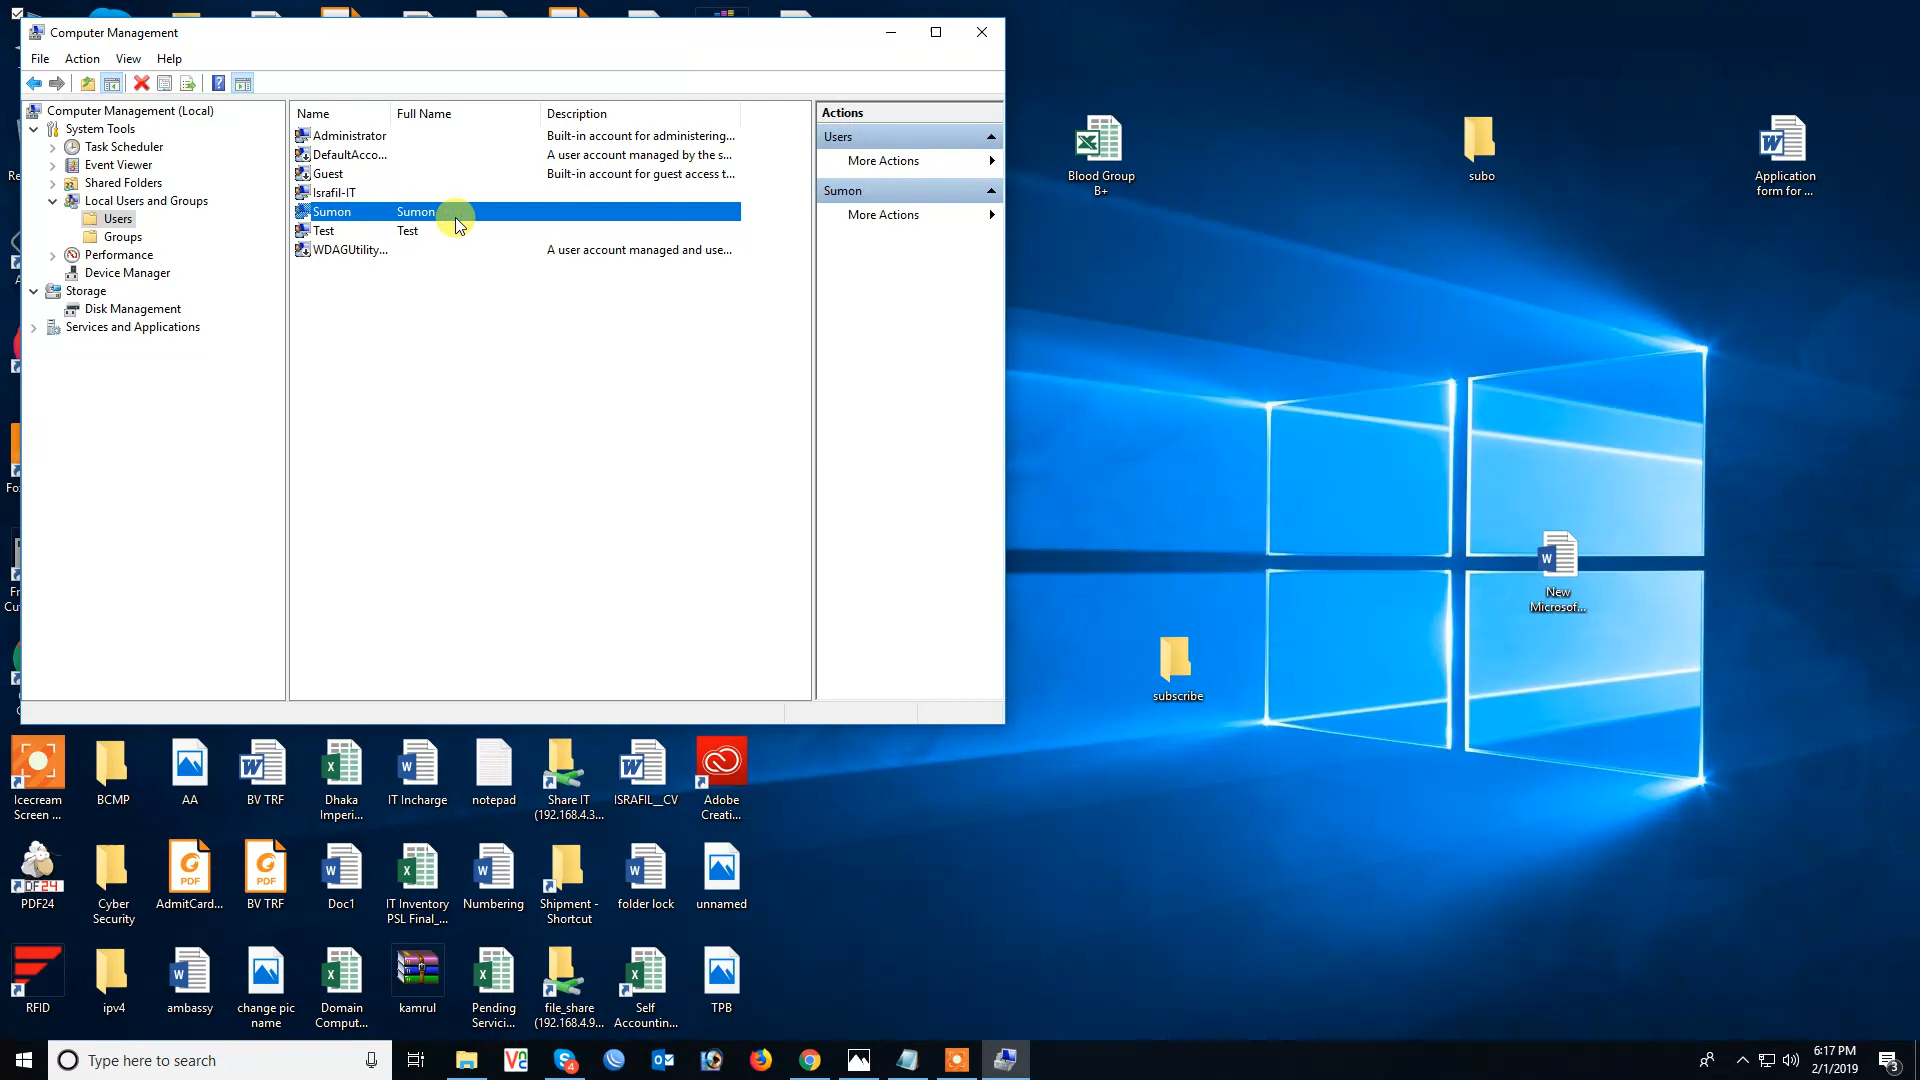 Computer Management
File Action View Help
Computer Management (Local)
System Tools
Task Scheduler
Event Viewer
Shared Folders
Local Users and Groups
Users
Groups
Performance
Device Manager
Storage
Disk Management
Services and Applications
Name Full Name Description
Administrator Built-in account for administering...
DefaultAcco... A user account managed by the s...
Guest Built-in account for guest access t...
Israfil-IT
Sumon Sumon
Test Test
WDAGUtility... A user account managed and use...
Actions
Users
More Actions
Sumon
More Actions
Blood Group
B+
subo
Application
form for ...
New
Microsof...
subscribe
Icecream
Screen ...
BCMP
AA
BV TRF
Dhaka
Imperi...
IT Incharge
notepad
Share IT
(192.168.4.3...
ISRAFIL__CV
Adobe
Creati...
PDF24
Cyber
Security
AdmitCard...
BV TRF
Doc1
IT Inventory
PSL Final_...
Numbering
Shipment -
Shortcut
folder lock
unnamed
RFID
ipv4
ambassy
change pic
name
Domain
Comput...
kamrul
Pending
Servici...
file_share
(192.168.4.9...
Self
Accountin...
TPB
Type here to search
4
6:17 PM
2/1/2019
3